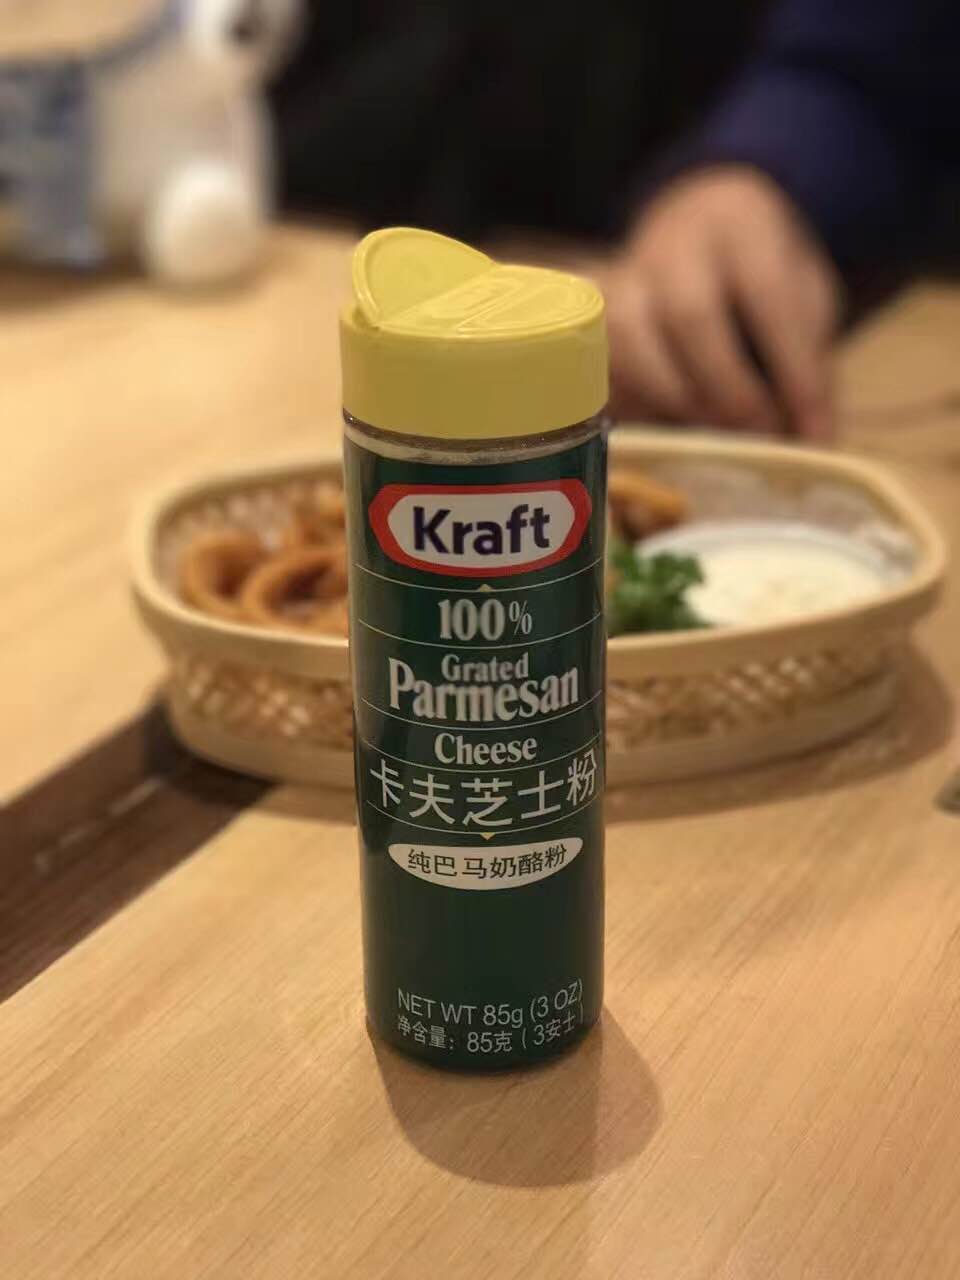 Kraft
100%
Grated
Parmesan
Cheese
卡夫芝士粉
纯巴马奶酪粉
NET WT 85g (3 OZ)
净含量：85克 (3安士)